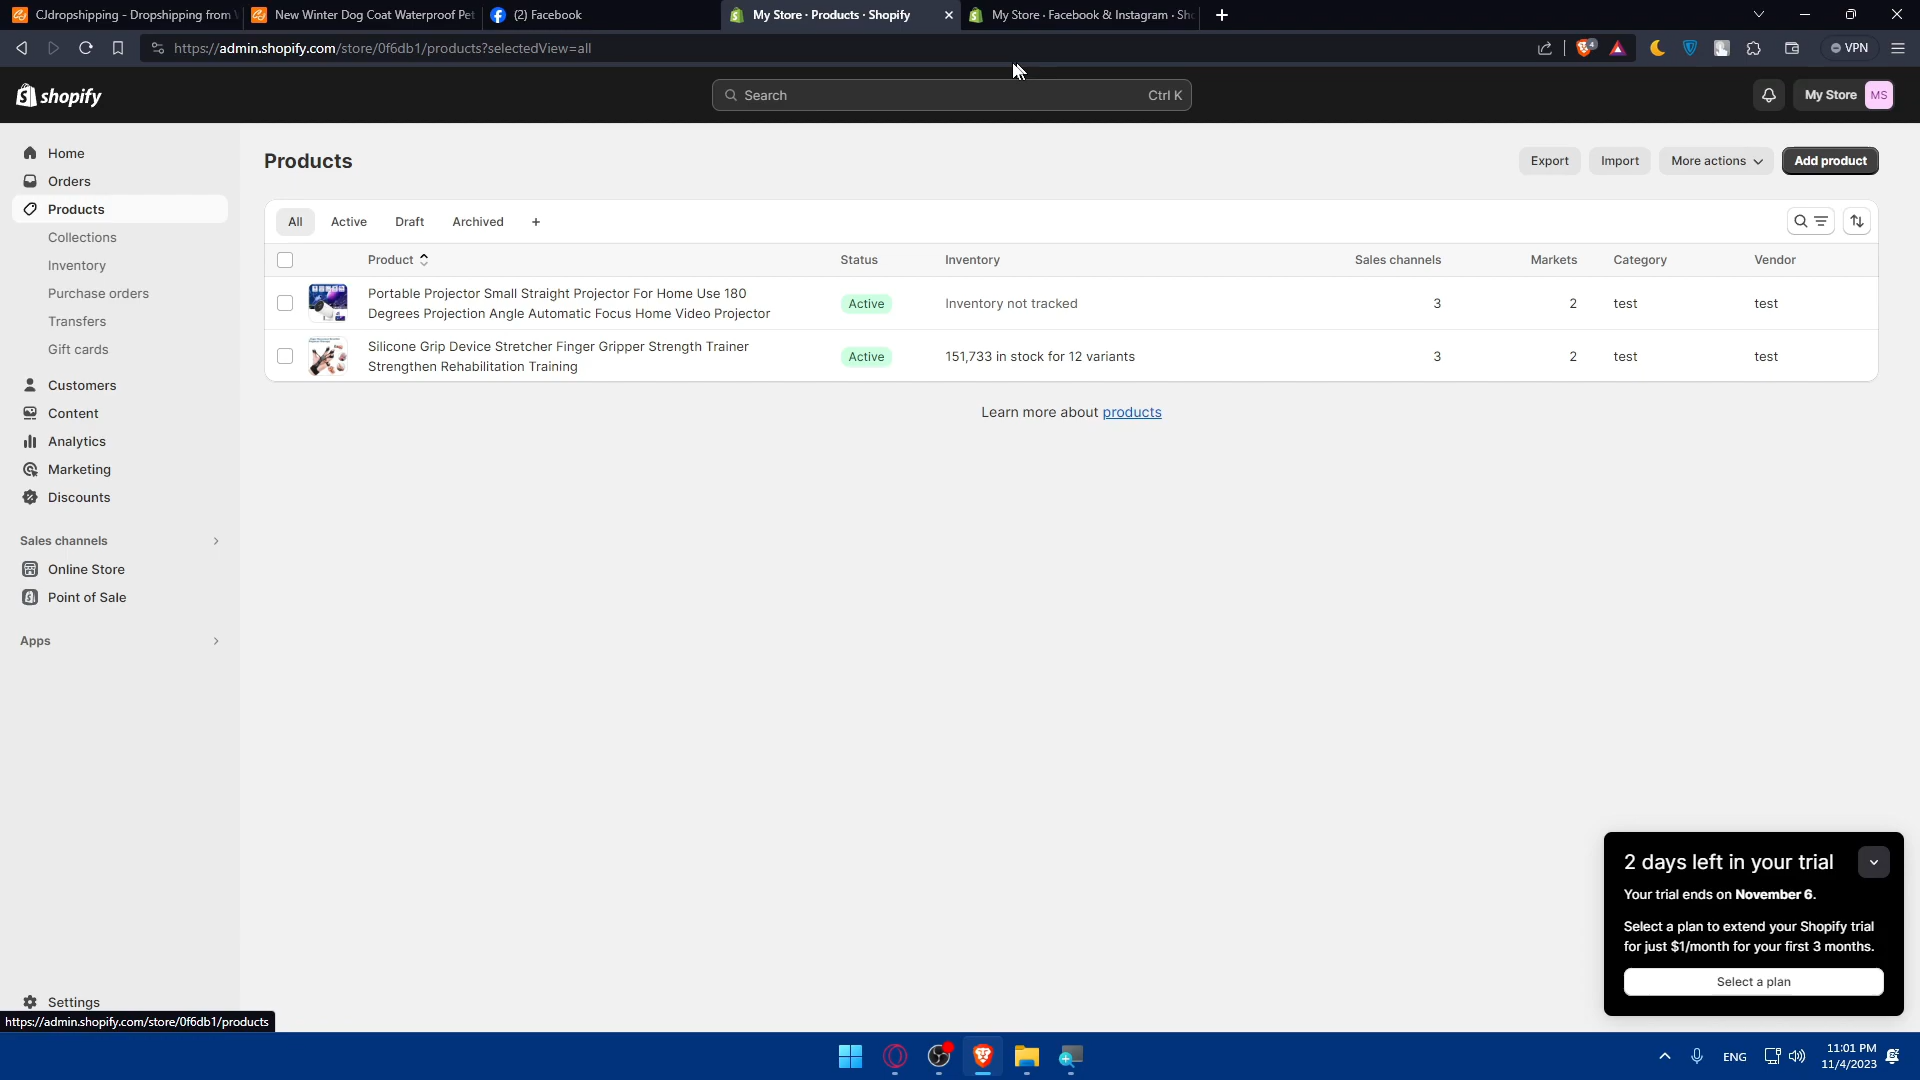 CJdropshipping - Dropshipping from
New Winter Dog Coat Waterproof Pet
(2) Facebook
My Store · Products · Shopify
My Store · Facebook & Instagram · Sh
https://admin.shopify.com/store/0f6db1/products?selectedView=all
4
VPN
shopify
Search
Ctrl K
My Store
MS
Home
Orders
Products
Collections
Inventory
Purchase orders
Transfers
Gift cards
Customers
Content
Analytics
Marketing
Discounts
Sales channels
Online Store
Point of Sale
Apps
Settings
https://admin.shopify.com/store/0f6db1/products
Products
Export
Import
More actions
Add product
All
Active
Draft
Archived
+
Product
Status
Inventory
Sales channels
Markets
Category
Vendor
Portable Projector Small Straight Projector For Home Use 180
Degrees Projection Angle Automatic Focus Home Video Projector
Active
Inventory not tracked
3
2
test
test
Silicone Grip Device Stretcher Finger Gripper Strength Trainer
Strengthen Rehabilitation Training
Active
151,733 in stock for 12 variants
3
2
test
test
Learn more about products
2 days left in your trial
Your trial ends on November 6.
Select a plan to extend your Shopify trial
for just $1/month for your first 3 months.
Select a plan
ENG
11:01 PM
11/4/2023